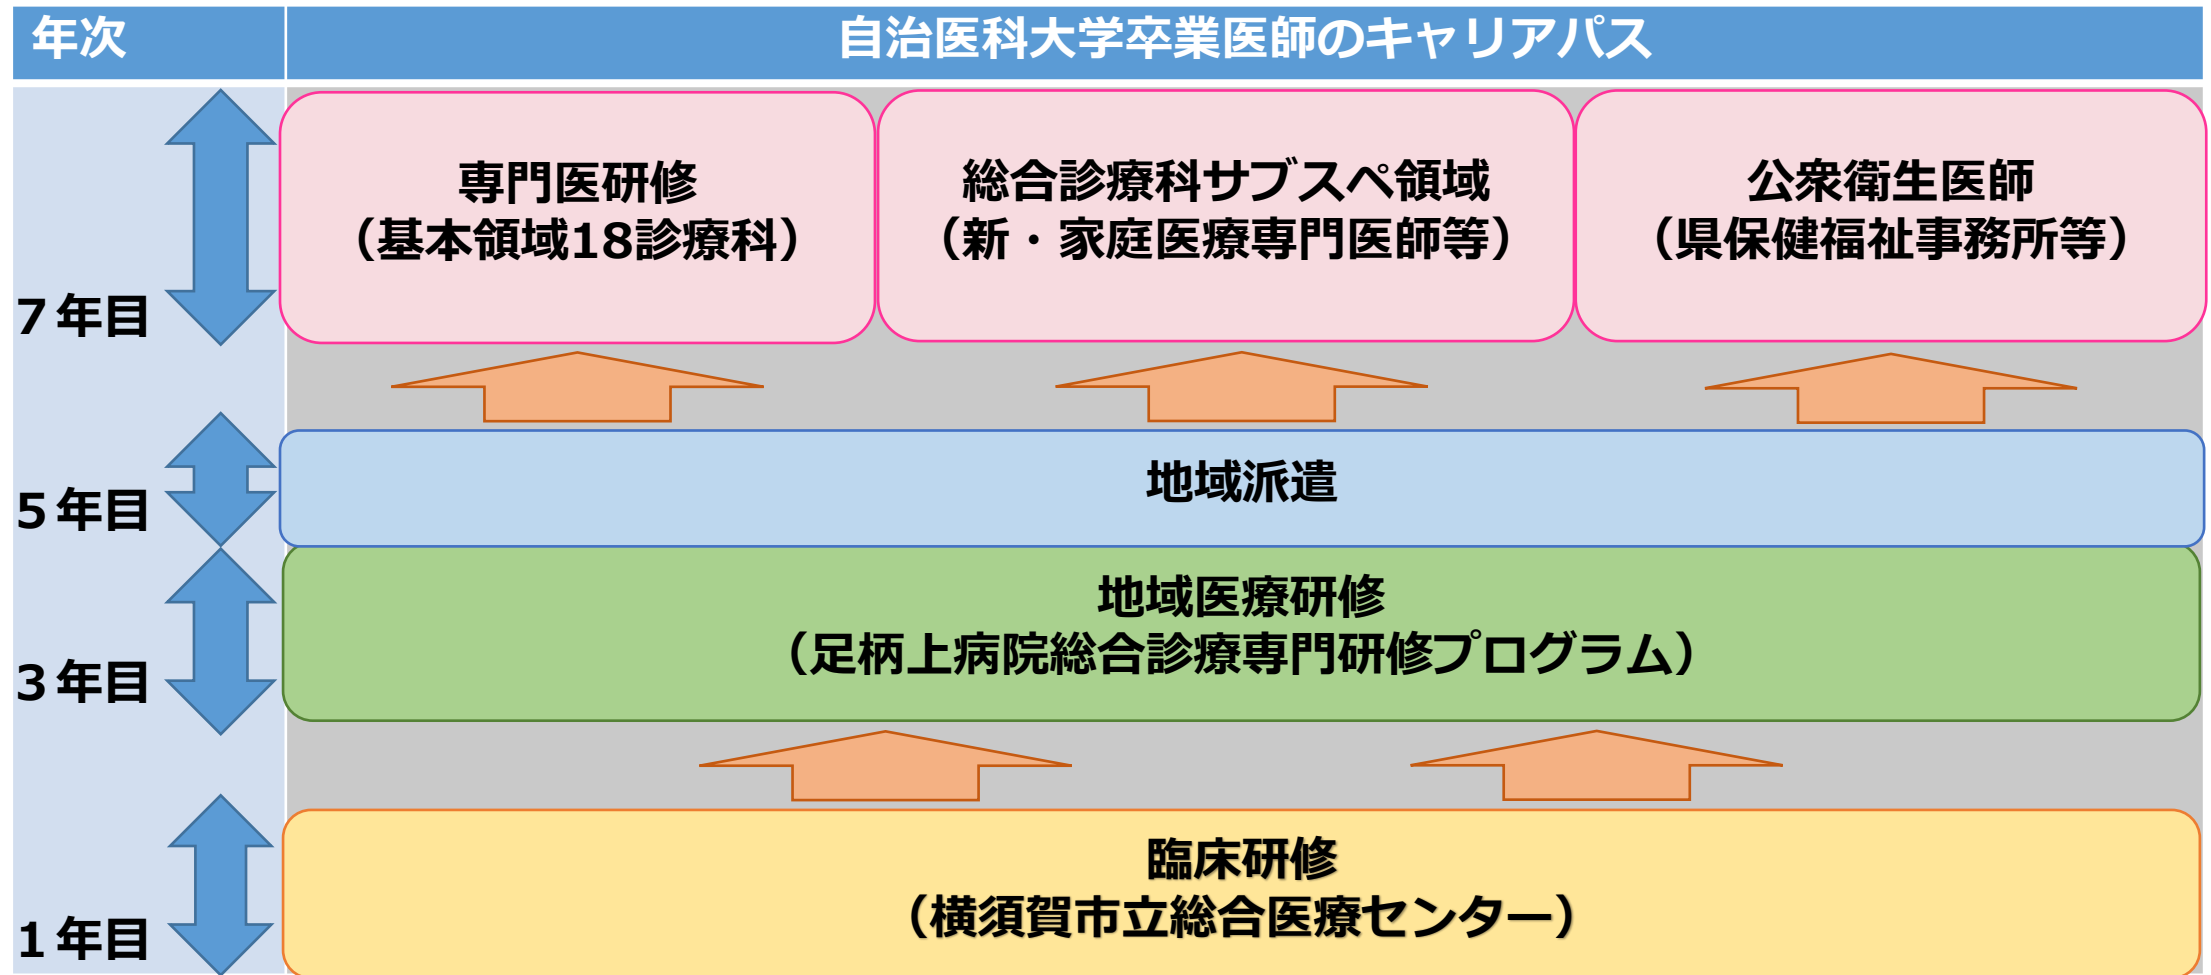 年次
自治医科大学卒業医師のキャリアパス
専門医研修
（基本領域18診療科）
総合診療科サブスペ領域
（新・家庭医療専門医師等）
公衆衛生医師
（県保健福祉事務所等）
７年目
地域派遣
５年目
地域医療研修
（足柄上病院総合診療専門研修プログラム）
３年目
臨床研修
（横須賀市立総合医療センター）
１年目